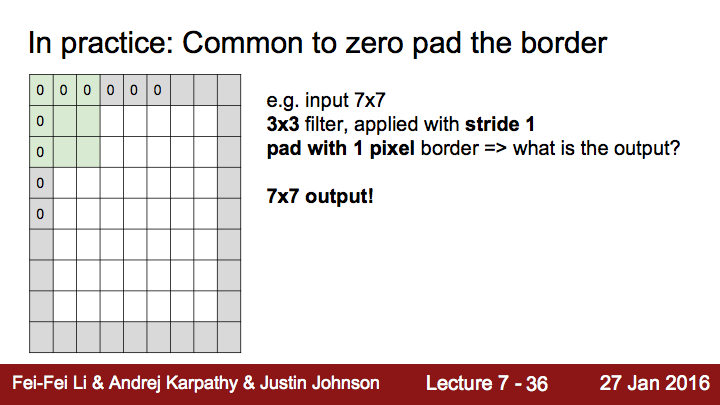 In practice: Common to zero pad the border
0 0 0 0 0 0
0
0
0
0
e.g. input 7x7
3x3 filter, applied with stride 1
pad with 1 pixel border => what is the output?
7x7 output!
Fei-Fei Li & Andrej Karpathy & Justin Johnson
Lecture 7 - 36
27 Jan 2016